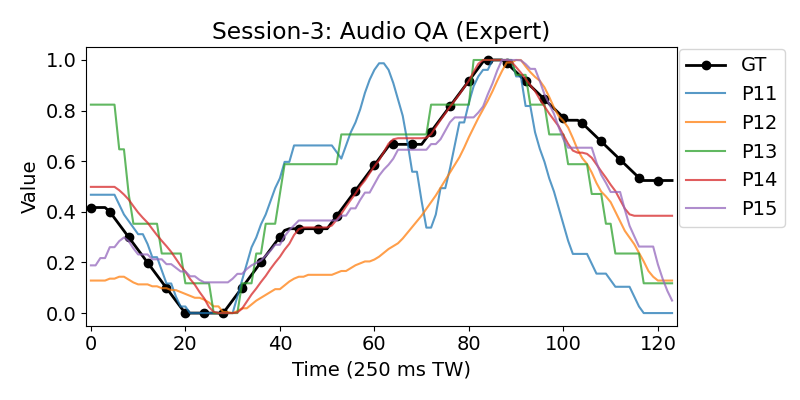 Session-3: Audio QA (Expert)
Value
1.0
0.8
0.6
0.4
0.2
0.0
0 20 40 60 80 100 120
Time (250 ms TW)
GT
P11
P12
P13
P14
P15